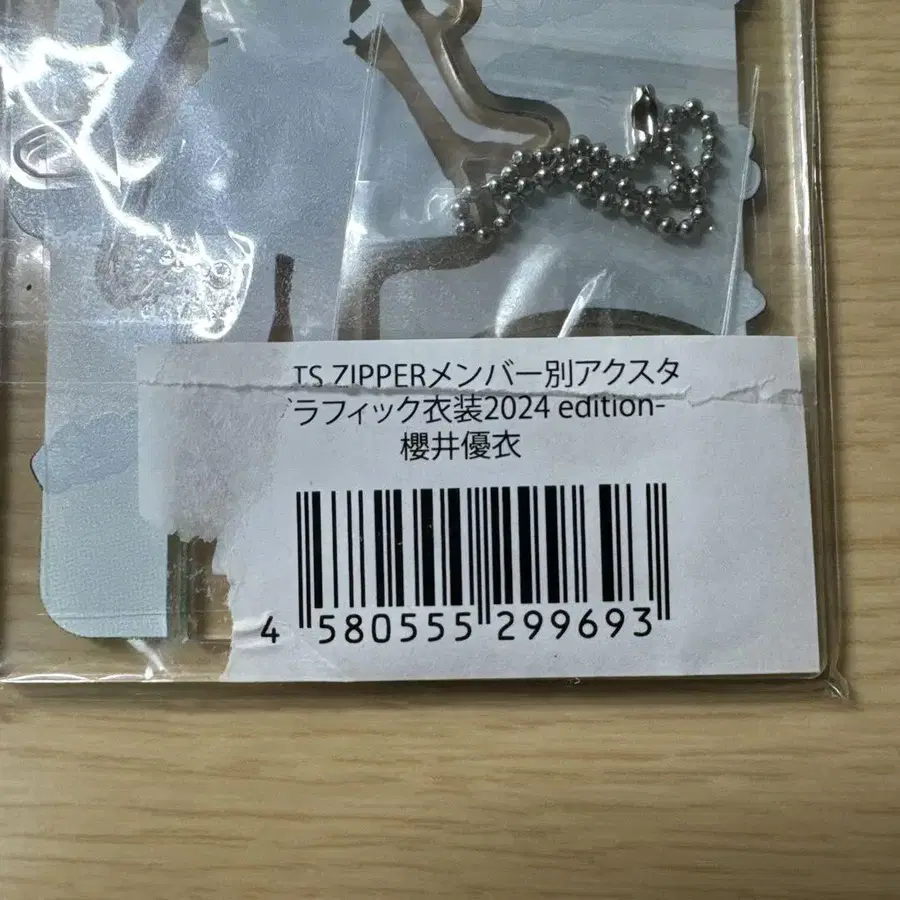 TS ZIPPERメンバー別アクスタ
ラフィック衣装2024 edition-
櫻井優衣
4 580555 299693